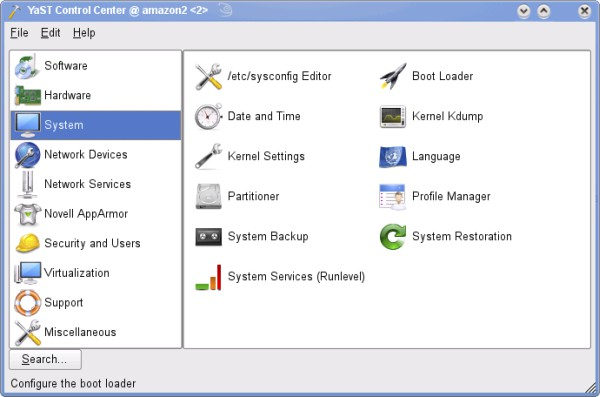 YaST Control Center @ amazon2 <2>
File Edit Help
Software
Hardware
System
Network Devices
Network Services
Novell AppArmor
Security and Users
Virtualization
Support
Miscellaneous
/etc/sysconfig Editor
Boot Loader
Date and Time
Kernel Kdump
Kernel Settings
Language
Partitioner
Profile Manager
System Backup
System Restoration
System Services (Runlevel)
Search...
Configure the boot loader